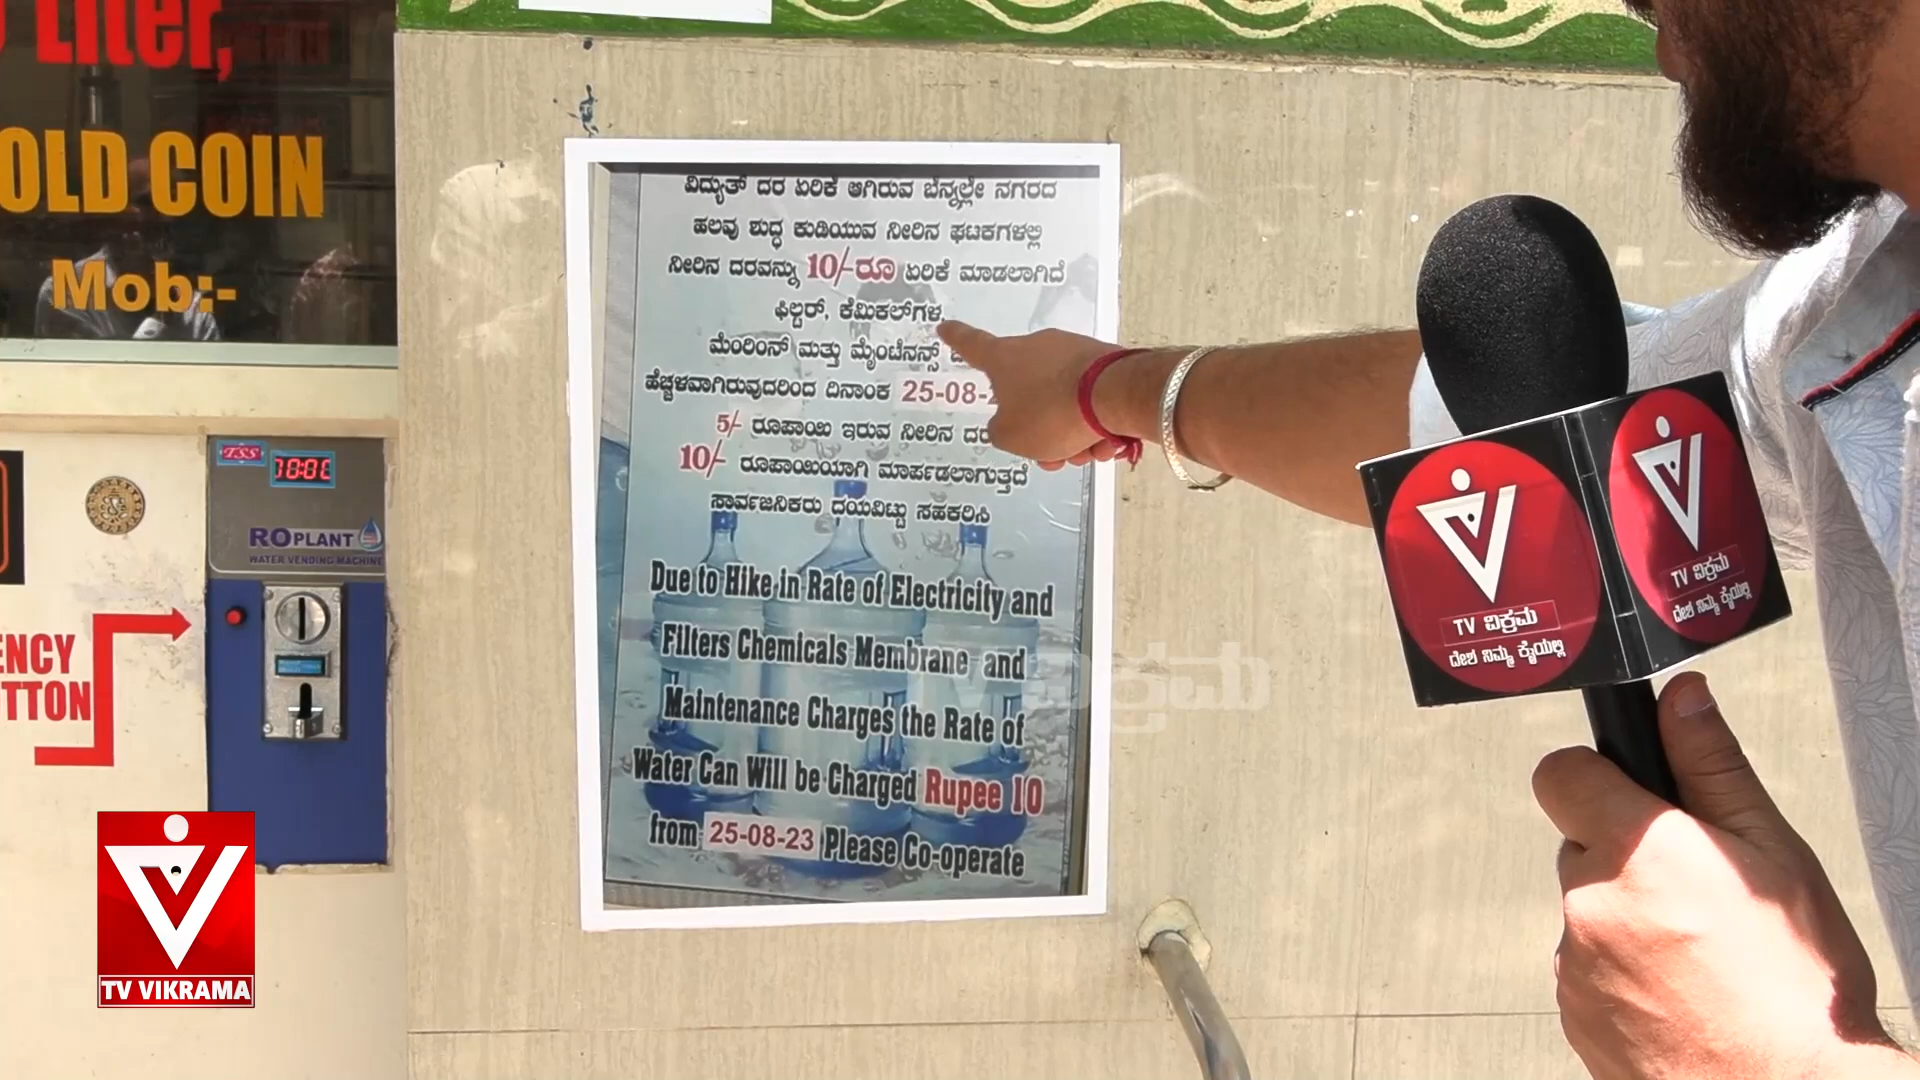 Liter,
OLD COIN
Mob:-
TSS
RO PLANT
WATER VENDING MACHINE
ENCY
TTON
ವಿದ್ಯುತ್ ದರ ಏರಿಕೆ ಆಗಿರುವ ಬೆನ್ನಲ್ಲೇ ನಗರದ
ಹಲವು ಶುದ್ಧ ಕುಡಿಯುವ ನೀರಿನ ಘಟಕಗಳಲ್ಲಿ
ನೀರಿನ ದರವನ್ನು 10/-ರೂ ಏರಿಕೆ ಮಾಡಲಾಗಿದೆ
ಫಿಲ್ಟರ್, ಕೆಮಿಕಲ್‌ಗಳ,
ಮೆಂರಿಂನ್ ಮತ್ತು ಮೈಂಟೆನನ್ಸ್
ಹೆಚ್ಚಳವಾಗಿರುವುದರಿಂದ ದಿನಾಂಕ 25-08-
5/- ರೂಪಾಯಿ ಇರುವ ನೀರಿನ ದರ
10/- ರೂಪಾಯಿಯಾಗಿ ಮಾರ್ಪಡಲಾಗುತ್ತದೆ
ಸಾರ್ವಜನಿಕರು ದಯವಿಟ್ಟು ಸಹಕರಿಸಿ
Due to Hike in Rate of Electricity and
Filters Chemicals Membrane and
Maintenance Charges the Rate of
Water Can Will be Charged Rupee 10
from 25-08-23 Please Co-operate
TV ವಿಕ್ರಮ
TV ವಿಕ್ರಮ
ದೇಶ ನಿಮ್ಮ ಕೈಯಲ್ಲಿ
TV ವಿಕ್ರಮ
ದೇಶ ನಿಮ್ಮ ಕೈಯಲ್ಲಿ
TV VIKRAMA